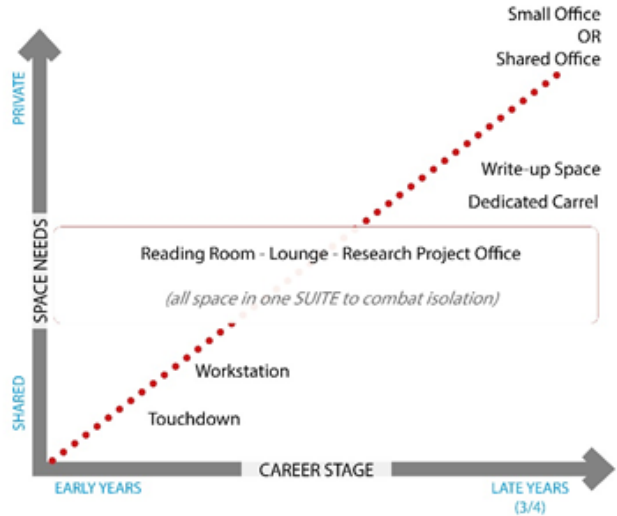 Small Office
OR
Shared Office
PRIVATE
Write-up Space
Dedicated Carrel
SPACE NEEDS
Reading Room - Lounge - Research Project Office
(all space in one SUITE to combat isolation)
Workstation
SHARED
Touchdown
CAREER STAGE
EARLY YEARS
LATE YEARS
(3/4)